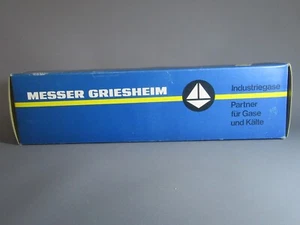 MESSER GRIESHEIM
Industriegase
Partner
für Gase
und Kälte